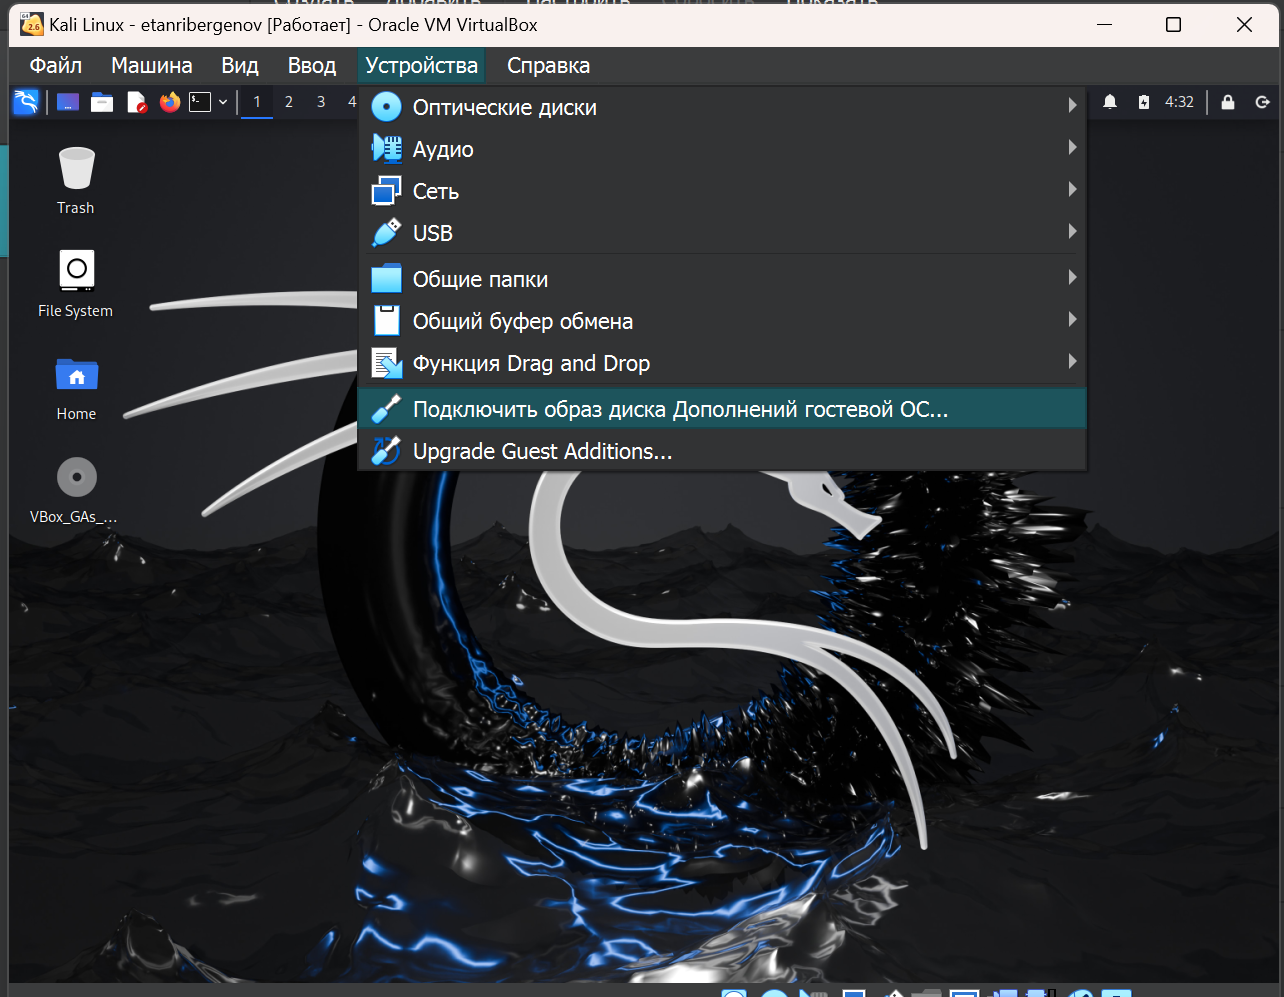 Kali Linux - etanribergenov [Работает] - Oracle VM VirtualBox
Файл Машина Вид Ввод Устройства Справка
1 2 3 4 4:32
Оптические диски
Аудио
Сеть
USB
Общие папки
Общий буфер обмена
Функция Drag and Drop
Подключить образ диска Дополнений гостевой ОС...
Upgrade Guest Additions...
Trash
File System
Home
VBox_GAs_...